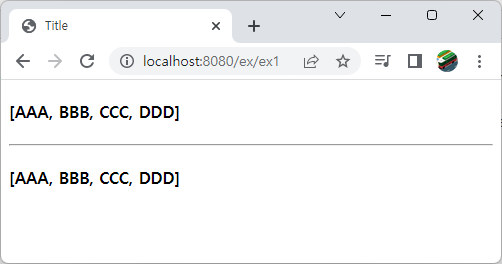 Title
localhost:8080/ex/ex1
[AAA, BBB, CCC, DDD]
[AAA, BBB, CCC, DDD]